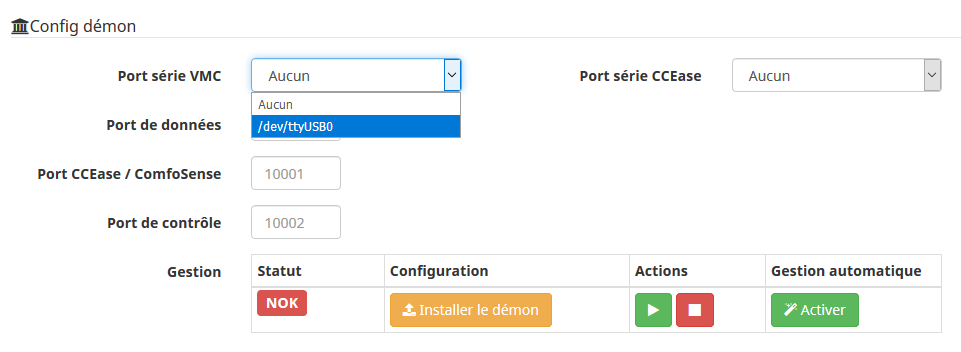 Config démon
Port série VMC
Aucun
Port série CCEase
Aucun
Aucun
/dev/ttyUSB0
Port de données
Port CCEase / ComfoSense
10001
Port de contrôle
10002
Gestion
Statut
Configuration
Actions
Gestion automatique
NOK
Installer le démon
Activer